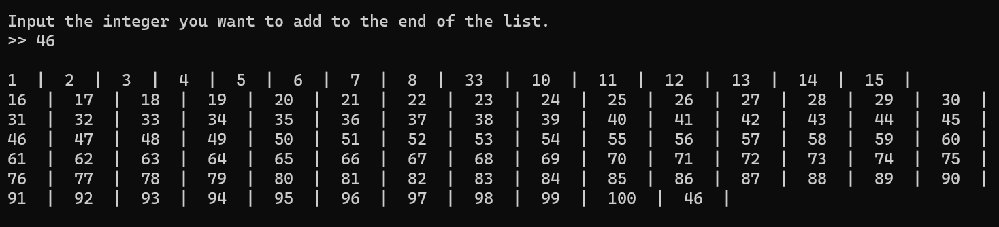 Input the integer you want to add to the end of the list.
>> 46
1 | 2 | 3 | 4 | 5 | 6 | 7 | 8 | 33 | 10 | 11 | 12 | 13 | 14 | 15 |
16 | 17 | 18 | 19 | 20 | 21 | 22 | 23 | 24 | 25 | 26 | 27 | 28 | 29 | 30 |
31 | 32 | 33 | 34 | 35 | 36 | 37 | 38 | 39 | 40 | 41 | 42 | 43 | 44 | 45 |
46 | 47 | 48 | 49 | 50 | 51 | 52 | 53 | 54 | 55 | 56 | 57 | 58 | 59 | 60 |
61 | 62 | 63 | 64 | 65 | 66 | 67 | 68 | 69 | 70 | 71 | 72 | 73 | 74 | 75 |
76 | 77 | 78 | 79 | 80 | 81 | 82 | 83 | 84 | 85 | 86 | 87 | 88 | 89 | 90 |
91 | 92 | 93 | 94 | 95 | 96 | 97 | 98 | 99 | 100 | 46 |